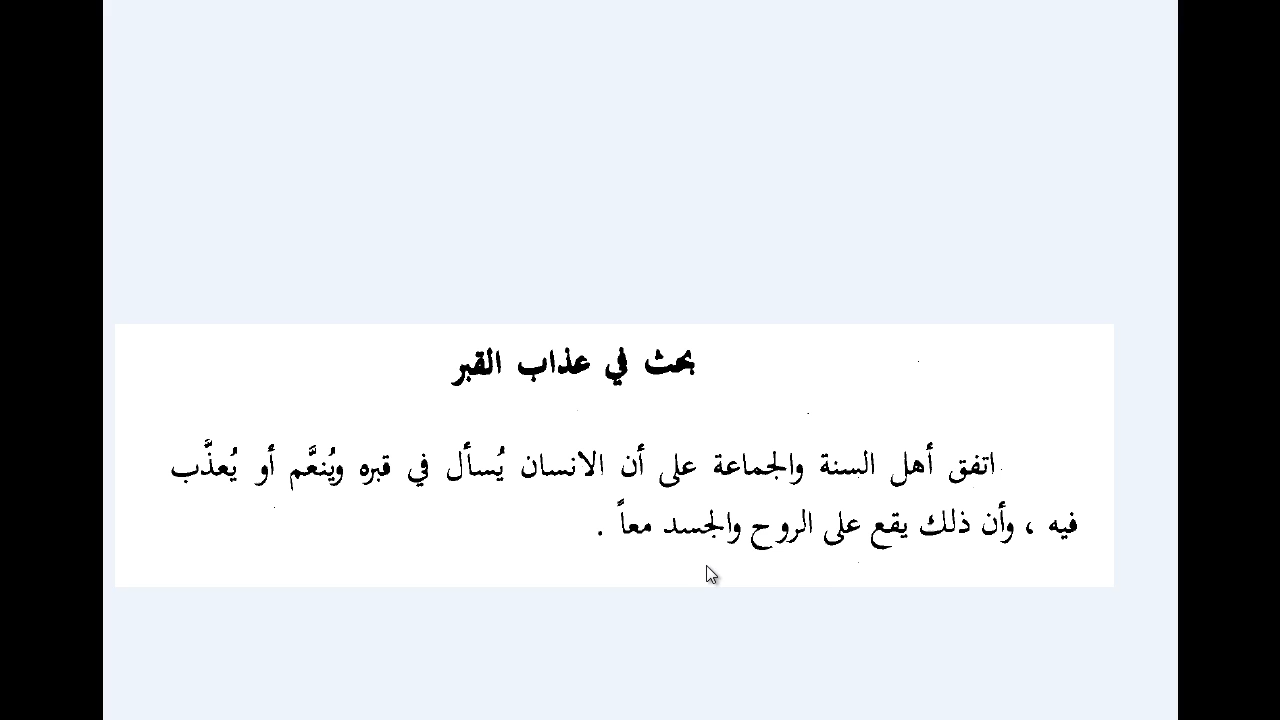 بحث في عذاب القبر
اتفق أهل السنة والجماعة على أن الانسان يُسأل في قبره ويُنعَّم أو يُعذَّب
فيه ، وأن ذلك يقع على الروح والجسد معاً .